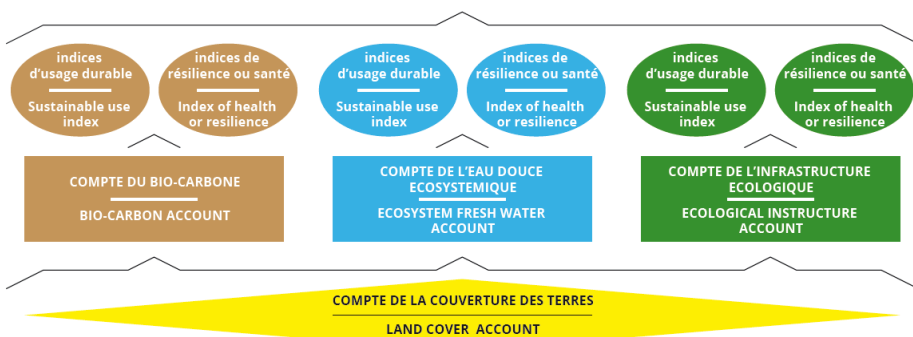 indices
d'usage durable
Sustainable use
index
indices de
résilience ou santé
Index of health
or resilience
indices
d'usage durable
Sustainable use
index
indices de
résilience ou santé
Index of health
or resilience
indices
d'usage durable
Sustainable use
index
indices de
résilience ou santé
Index of health
or resilience
COMPTE DU BIO-CARBONE
BIO-CARBON ACCOUNT
COMPTE DE L'EAU DOUCE
ECOSYSTEMIQUE
ECOSYSTEM FRESH WATER
ACCOUNT
COMPTE DE L'INFRASTRUCTURE
ECOLOGIQUE
ECOLOGICAL INSTRUCTURE
ACCOUNT
COMPTE DE LA COUVERTURE DES TERRES
LAND COVER ACCOUNT